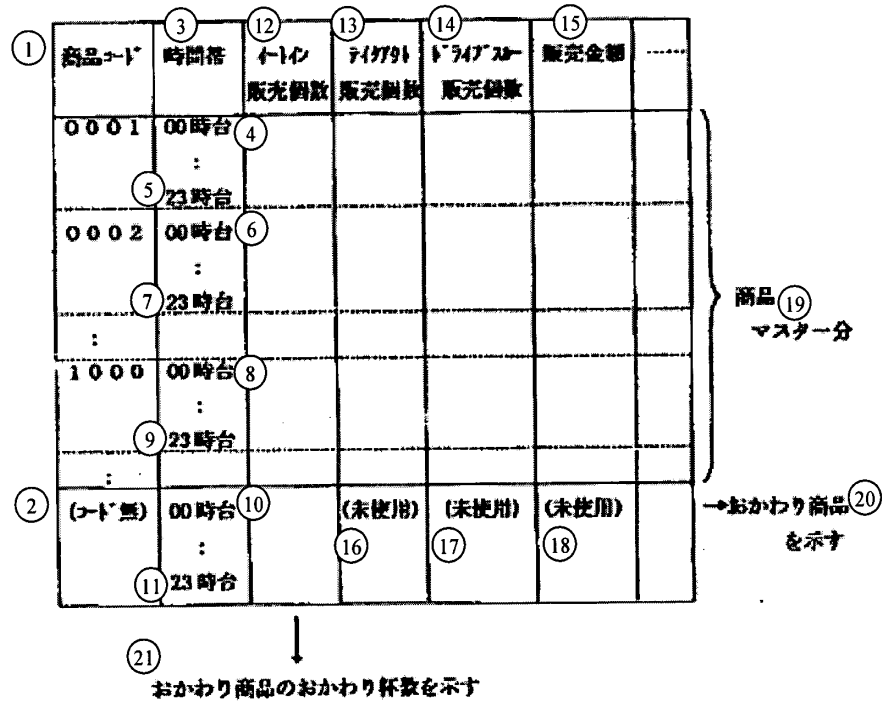 ③ ⑫ ⑬ ⑭ ⑮
① 商品コード 時間帯 イートイン テイクアウト ドライブスルー 販売金額 ……
販売個数 販売個数 販売個数
0001 00時台 ④
:
⑤ 23時台
0002 00時台 ⑥
:
⑦ 23時台
商品 ⑲
マスター分
:
1000 00時台 ⑧
:
⑨ 23時台
:
② (コード無) 00時台 ⑩ (未使用) (未使用) (未使用) →おかわり商品 ⑳
: ⑯ ⑰ ⑱ を示す
⑪ 23時台
㉑
おかわり商品のおかわり杯数を示す